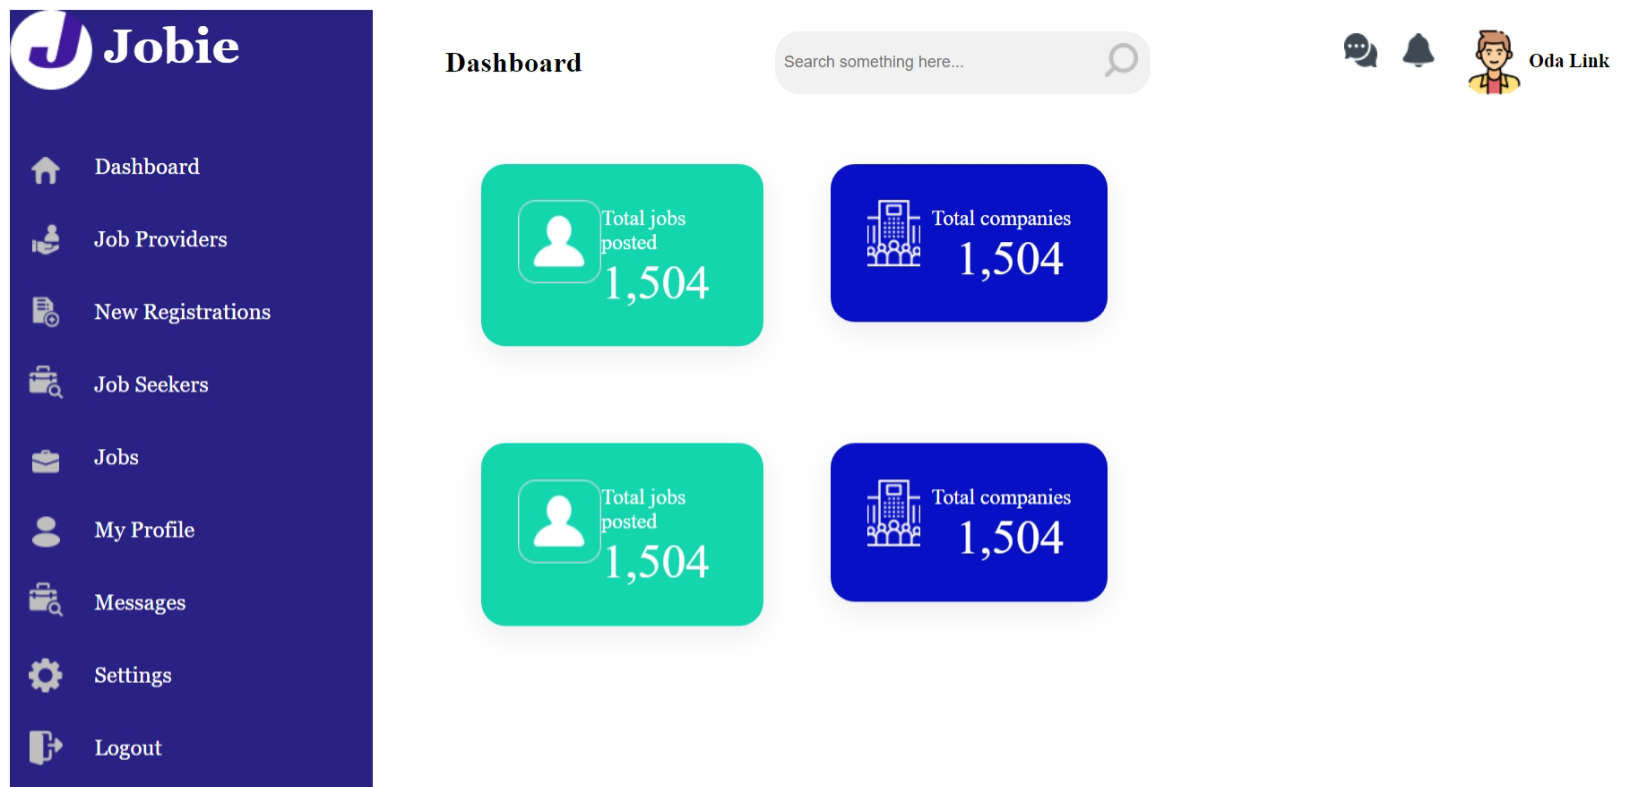 Jobie
Dashboard
Job Providers
New Registrations
Job Seekers
Jobs
My Profile
Messages
Settings
Logout
Dashboard
Search something here...
Oda Link
Total jobs
posted
1,504
Total companies
1,504
Total jobs
posted
1,504
Total companies
1,504